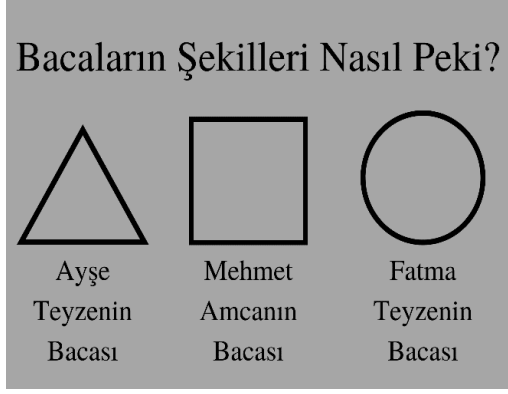 Bacaların Şekilleri Nasıl Peki?
Ayşe
Teyzenin
Bacası
Mehmet
Amcanın
Bacası
Fatma
Teyzenin
Bacası